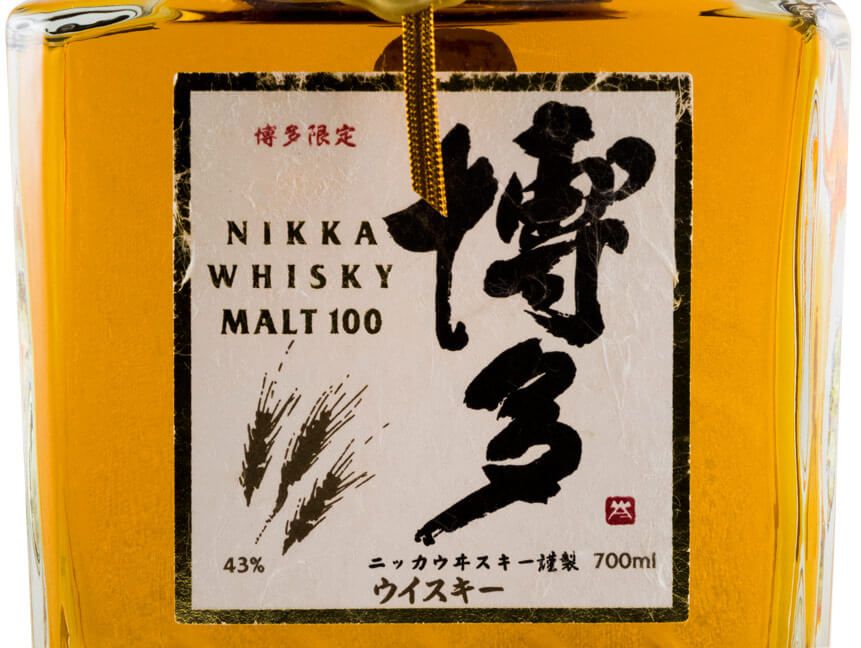 博多限定
博多
NIKKA
WHISKY
MALT 100
43%
ニッカウヰスキー謹製
700ml
ウイスキー